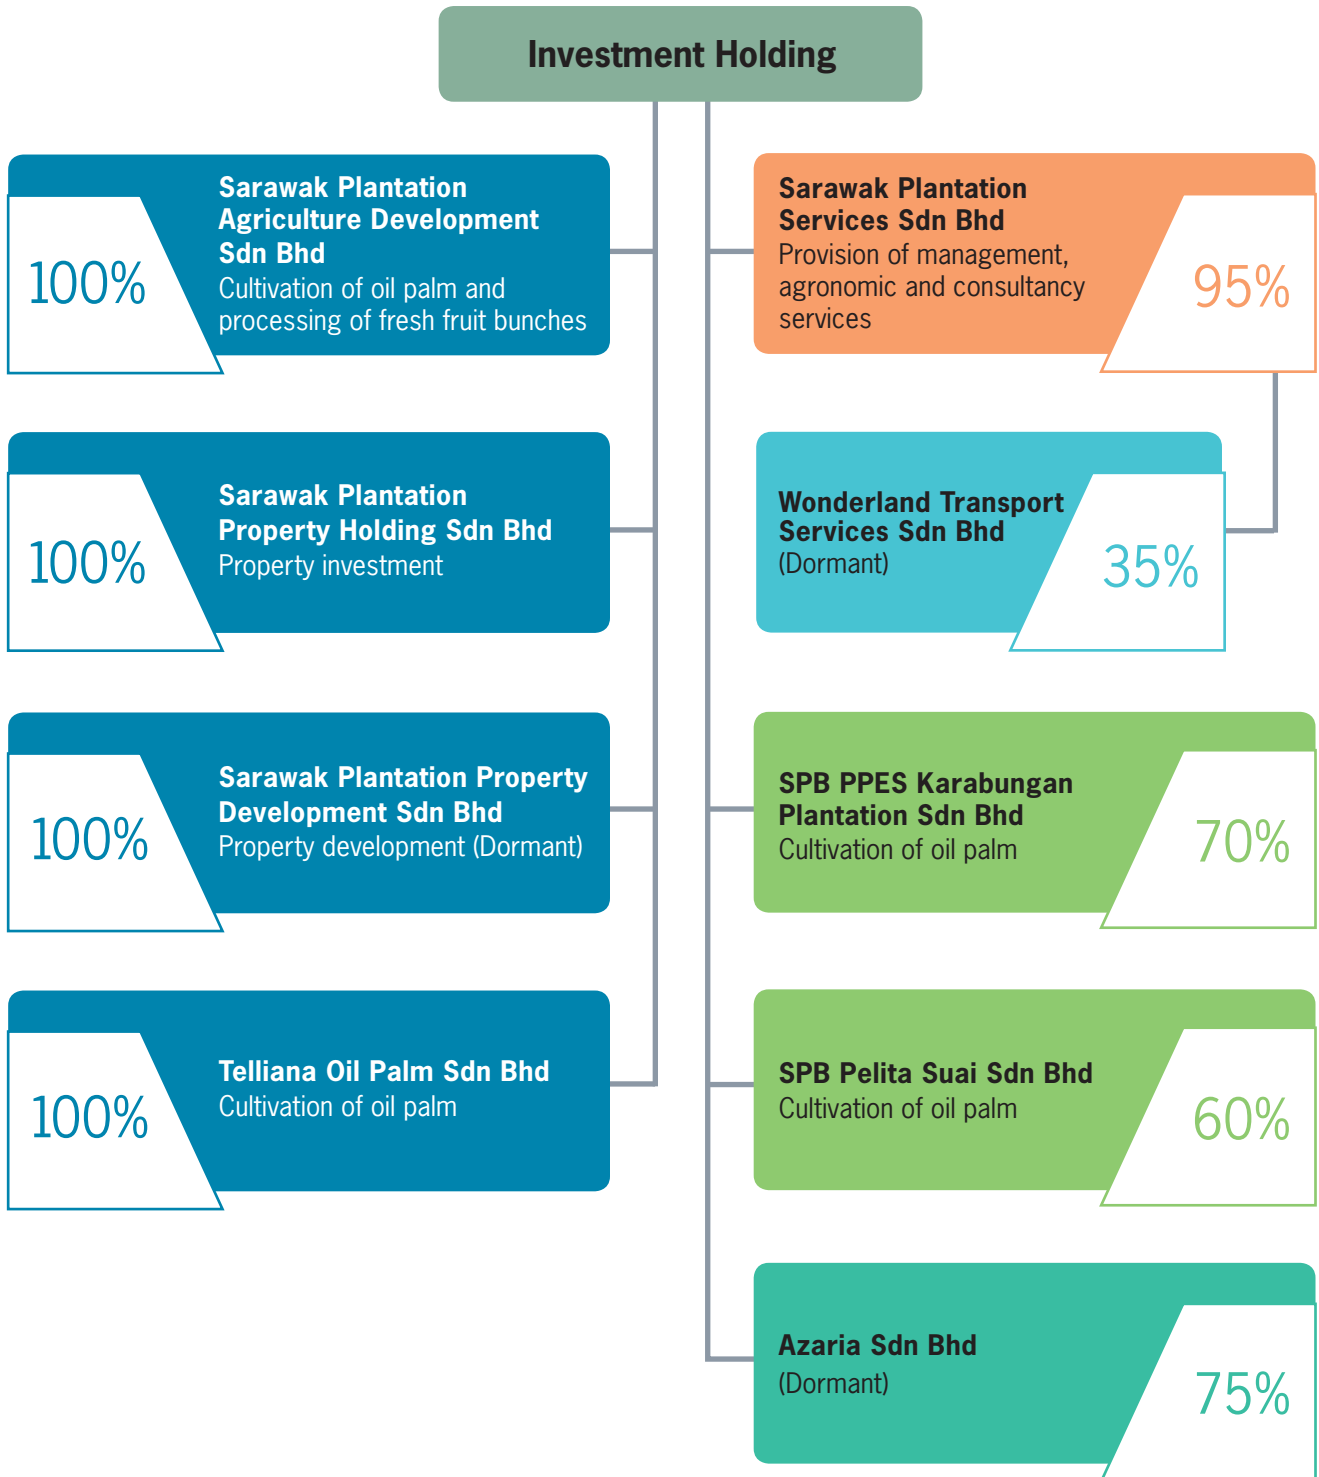 Investment Holding
100%
Sarawak Plantation
Agriculture Development
Sdn Bhd
Cultivation of oil palm and
processing of fresh fruit bunches
100%
Sarawak Plantation
Property Holding Sdn Bhd
Property investment
100%
Sarawak Plantation Property
Development Sdn Bhd
Property development (Dormant)
100%
Telliana Oil Palm Sdn Bhd
Cultivation of oil palm
Sarawak Plantation
Services Sdn Bhd
Provision of management,
agronomic and consultancy
services
95%
Wonderland Transport
Services Sdn Bhd
(Dormant)
35%
SPB PPES Karabungan
Plantation Sdn Bhd
Cultivation of oil palm
70%
SPB Pelita Suai Sdn Bhd
Cultivation of oil palm
60%
Azaria Sdn Bhd
(Dormant)
75%